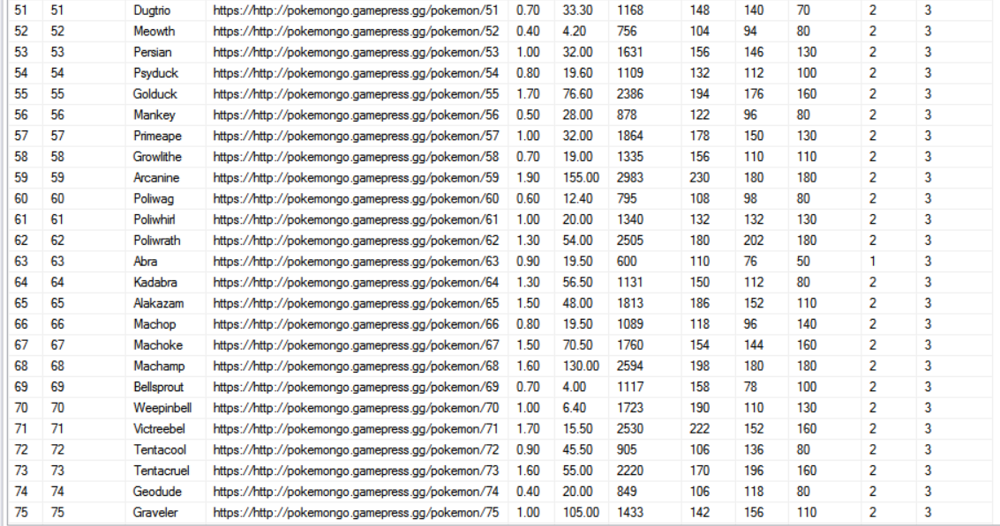 51 51 Dugtrio https://http://pokemongo.gamepress.gg/pokemon/51 0.70 33.30 1168 148 140 70 2 3
52 52 Meowth https://http://pokemongo.gamepress.gg/pokemon/52 0.40 4.20 756 104 94 80 2 3
53 53 Persian https://http://pokemongo.gamepress.gg/pokemon/53 1.00 32.00 1631 156 146 130 2 3
54 54 Psyduck https://http://pokemongo.gamepress.gg/pokemon/54 0.80 19.60 1109 132 112 100 2 3
55 55 Golduck https://http://pokemongo.gamepress.gg/pokemon/55 1.70 76.60 2386 194 176 160 2 3
56 56 Mankey https://http://pokemongo.gamepress.gg/pokemon/56 0.50 28.00 878 122 96 80 2 3
57 57 Primeape https://http://pokemongo.gamepress.gg/pokemon/57 1.00 32.00 1864 178 150 130 2 3
58 58 Growlithe https://http://pokemongo.gamepress.gg/pokemon/58 0.70 19.00 1335 156 110 110 2 3
59 59 Arcanine https://http://pokemongo.gamepress.gg/pokemon/59 1.90 155.00 2983 230 180 180 2 3
60 60 Poliwag https://http://pokemongo.gamepress.gg/pokemon/60 0.60 12.40 795 108 98 80 2 3
61 61 Poliwhirl https://http://pokemongo.gamepress.gg/pokemon/61 1.00 20.00 1340 132 132 130 2 3
62 62 Poliwrath https://http://pokemongo.gamepress.gg/pokemon/62 1.30 54.00 2505 180 202 180 2 3
63 63 Abra https://http://pokemongo.gamepress.gg/pokemon/63 0.90 19.50 600 110 76 50 1 3
64 64 Kadabra https://http://pokemongo.gamepress.gg/pokemon/64 1.30 56.50 1131 150 112 80 2 3
65 65 Alakazam https://http://pokemongo.gamepress.gg/pokemon/65 1.50 48.00 1813 186 152 110 2 3
66 66 Machop https://http://pokemongo.gamepress.gg/pokemon/66 0.80 19.50 1089 118 96 140 2 3
67 67 Machoke https://http://pokemongo.gamepress.gg/pokemon/67 1.50 70.50 1760 154 144 160 2 3
68 68 Machamp https://http://pokemongo.gamepress.gg/pokemon/68 1.60 130.00 2594 198 180 180 2 3
69 69 Bellsprout https://http://pokemongo.gamepress.gg/pokemon/69 0.70 4.00 1117 158 78 100 2 3
70 70 Weepinbell https://http://pokemongo.gamepress.gg/pokemon/70 1.00 6.40 1723 190 110 130 2 3
71 71 Victreebel https://http://pokemongo.gamepress.gg/pokemon/71 1.70 15.50 2530 222 152 160 2 3
72 72 Tentacool https://http://pokemongo.gamepress.gg/pokemon/72 0.90 45.50 905 106 136 80 2 3
73 73 Tentacruel https://http://pokemongo.gamepress.gg/pokemon/73 1.60 55.00 2220 170 196 160 2 3
74 74 Geodude https://http://pokemongo.gamepress.gg/pokemon/74 0.40 20.00 849 106 118 80 2 3
75 75 Graveler https://http://pokemongo.gamepress.gg/pokemon/75 1.00 105.00 1433 142 156 110 2 3